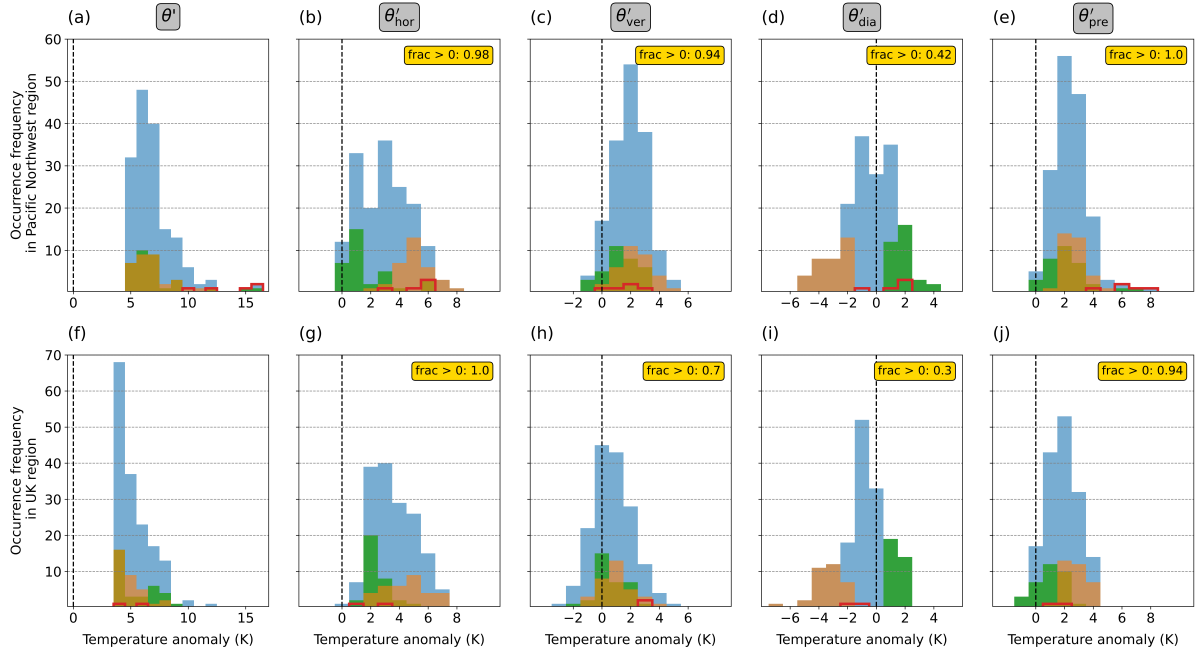 (a) θ'
(b) θ′hor
(c) θ′ver
(d) θ′dia
(e) θ′pre
Occurrence frequency
in Pacific Northwest region
60
50
40
30
20
10
0 5 10 15
frac > 0: 0.98
0 2 4 6 8
frac > 0: 0.94
−2 0 2 4 6
frac > 0: 0.42
−6 −4 −2 0 2 4
frac > 0: 1.0
0 2 4 6 8
(f)
(g)
(h)
(i)
(j)
Occurrence frequency
in UK region
70
60
50
40
30
20
10
frac > 0: 1.0
frac > 0: 0.7
frac > 0: 0.3
frac > 0: 0.94
0 5 10 15
0 2 4 6 8
−2 0 2 4 6 8
−6 −4 −2 0 2 4
0 2 4 6 8
Temperature anomaly (K)
Temperature anomaly (K)
Temperature anomaly (K)
Temperature anomaly (K)
Temperature anomaly (K)